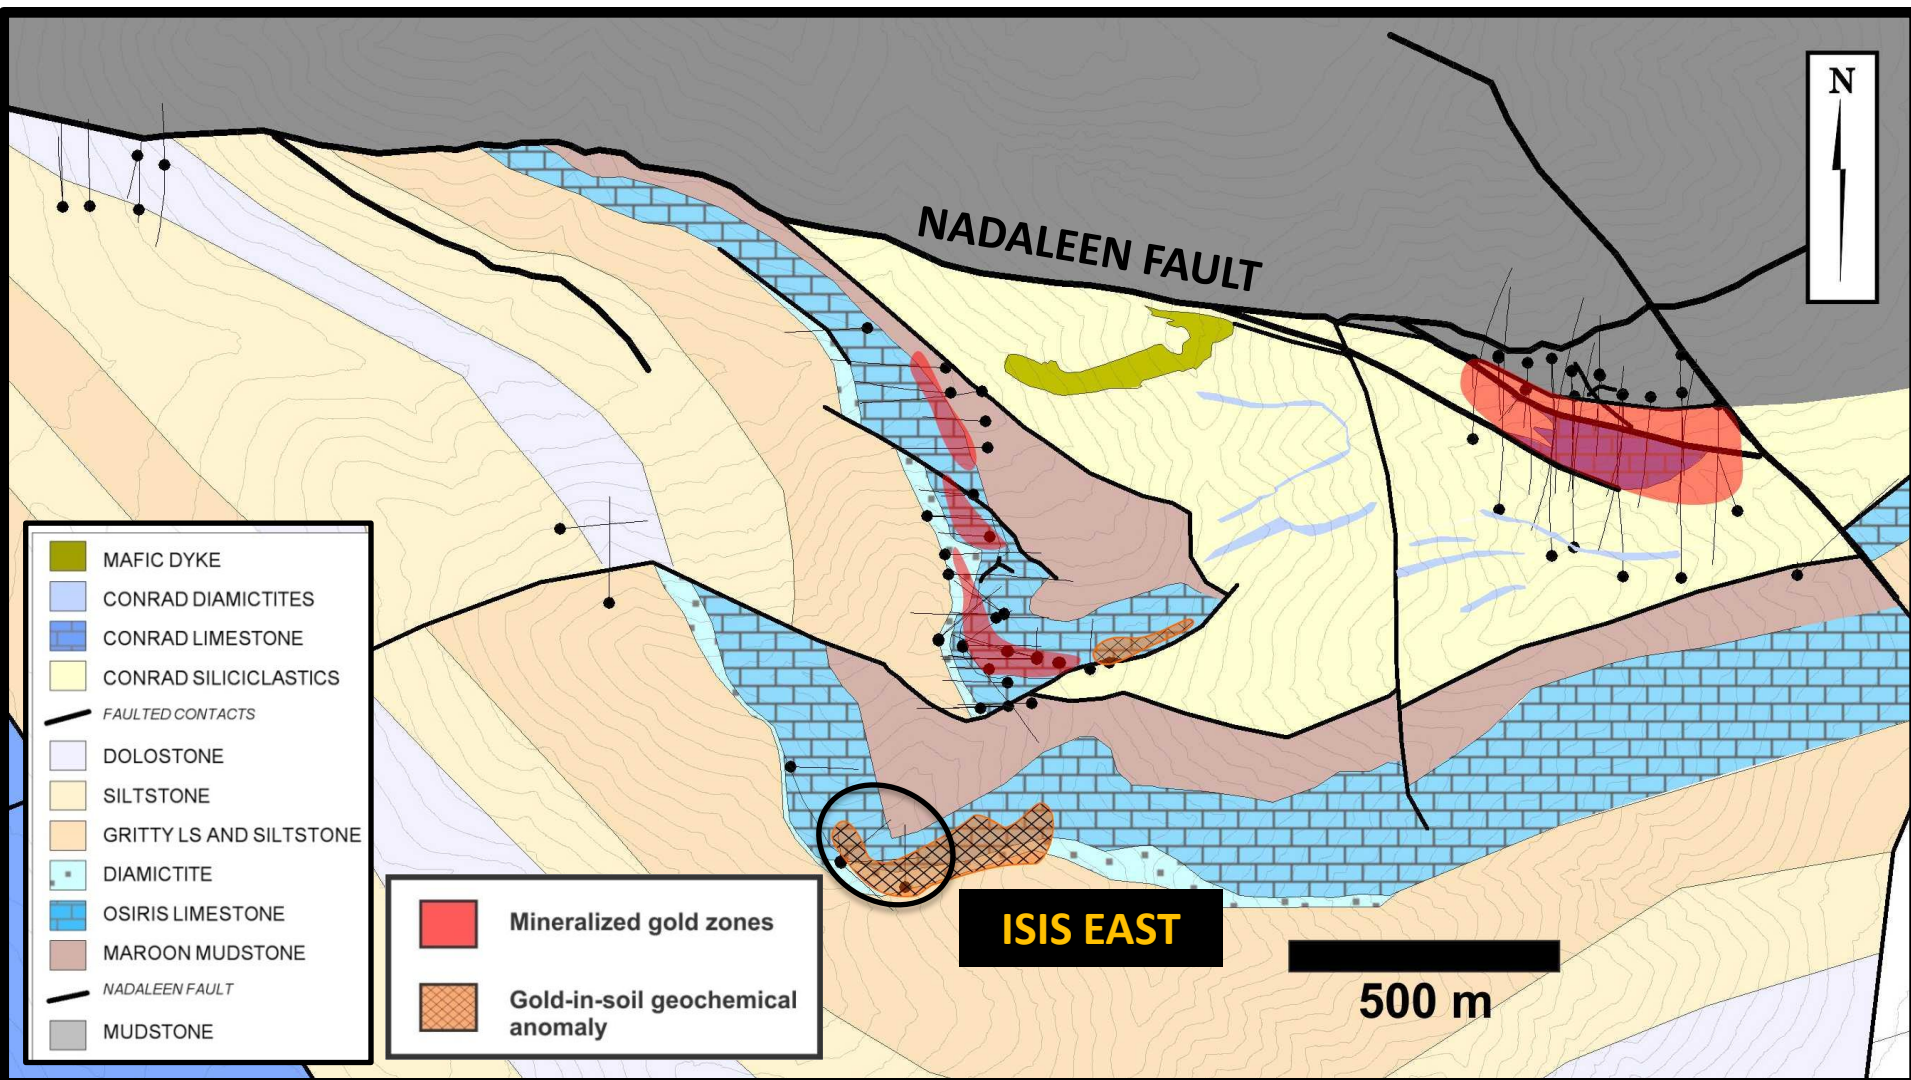 N
NADALEEN FAULT
MAFIC DYKE
CONRAD DIAMICTITES
CONRAD LIMESTONE
CONRAD SILICICLASTICS
FAULTED CONTACTS
DOLOSTONE
SILTSTONE
GRITTY LS AND SILTSTONE
DIAMICTITE
OSIRIS LIMESTONE
MAROON MUDSTONE
NADALEEN FAULT
MUDSTONE
Mineralized gold zones
Gold-in-soil geochemical
anomaly
ISIS EAST
500 m